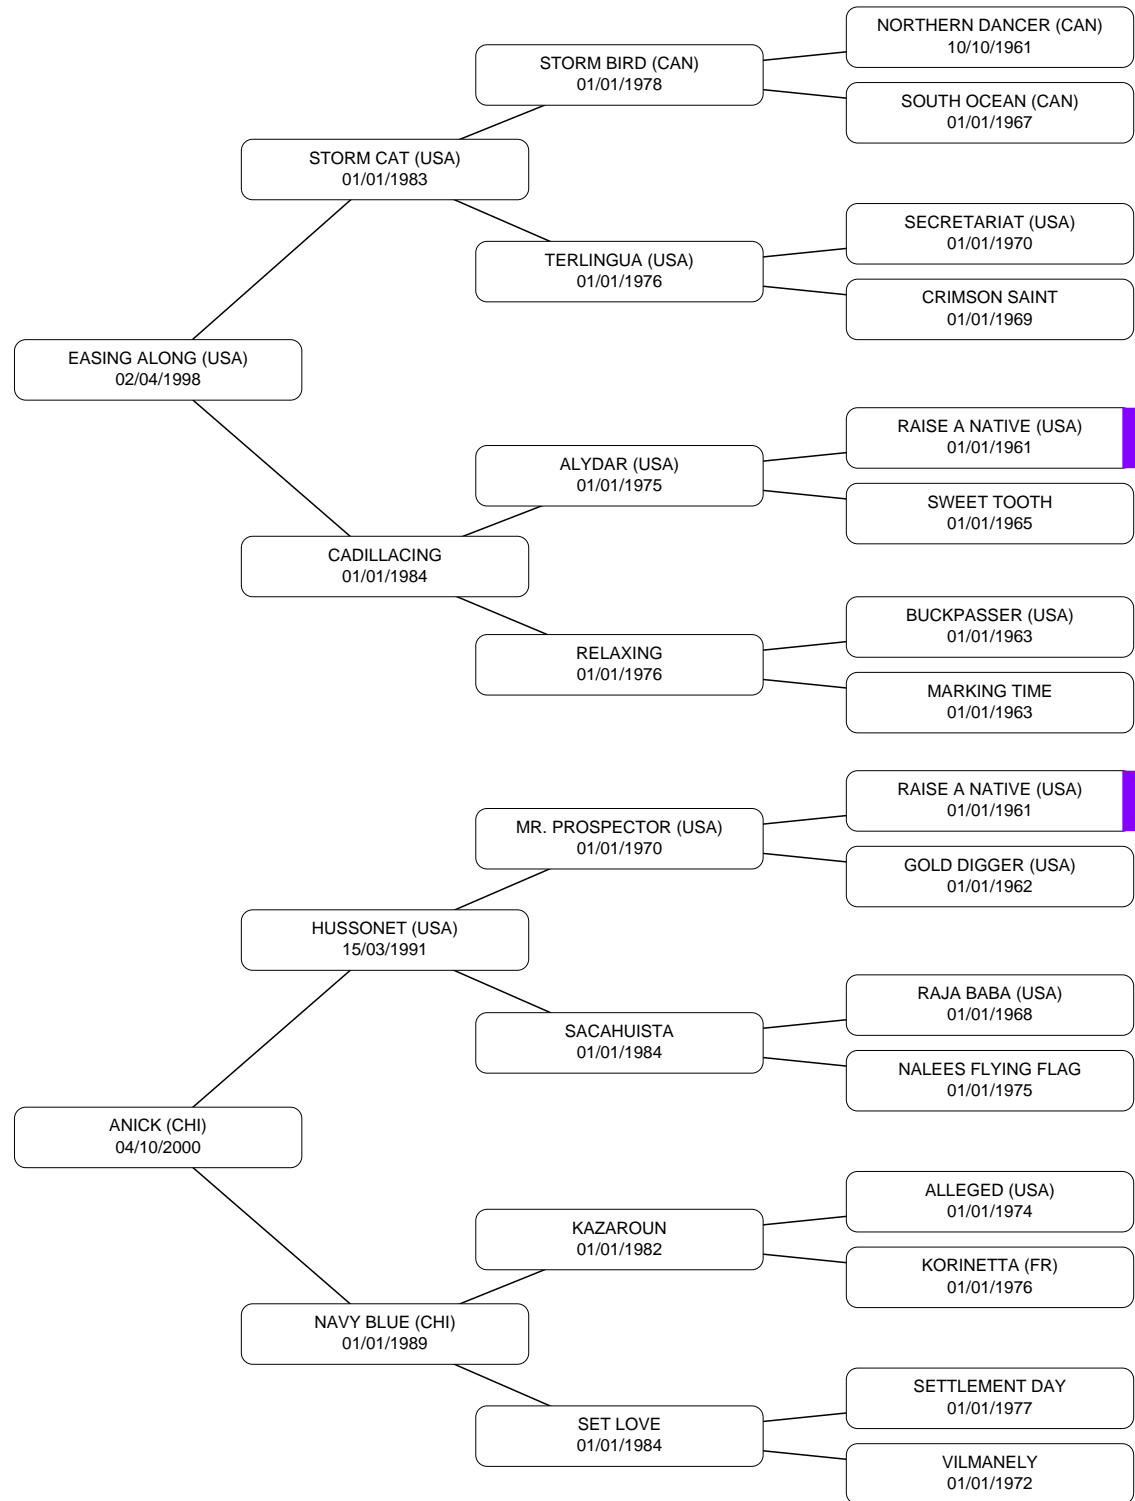 NORTHERN DANCER (CAN)
10/10/1961
STORM BIRD (CAN)
01/01/1978
SOUTH OCEAN (CAN)
01/01/1967
STORM CAT (USA)
01/01/1983
SECRETARIAT (USA)
01/01/1970
TERLINGUA (USA)
01/01/1976
CRIMSON SAINT
01/01/1969
EASING ALONG (USA)
02/04/1998
RAISE A NATIVE (USA)
01/01/1961
ALYDAR (USA)
01/01/1975
SWEET TOOTH
01/01/1965
CADILLACING
01/01/1984
BUCKPASSER (USA)
01/01/1963
RELAXING
01/01/1976
MARKING TIME
01/01/1963
RAISE A NATIVE (USA)
01/01/1961
MR. PROSPECTOR (USA)
01/01/1970
GOLD DIGGER (USA)
01/01/1962
HUSSONET (USA)
15/03/1991
RAJA BABA (USA)
01/01/1968
SACAHUISTA
01/01/1984
NALEES FLYING FLAG
01/01/1975
ANICK (CHI)
04/10/2000
ALLEGED (USA)
01/01/1974
KAZAROUN
01/01/1982
KORINETTA (FR)
01/01/1976
NAVY BLUE (CHI)
01/01/1989
SETTLEMENT DAY
01/01/1977
SET LOVE
01/01/1984
VILMANELY
01/01/1972